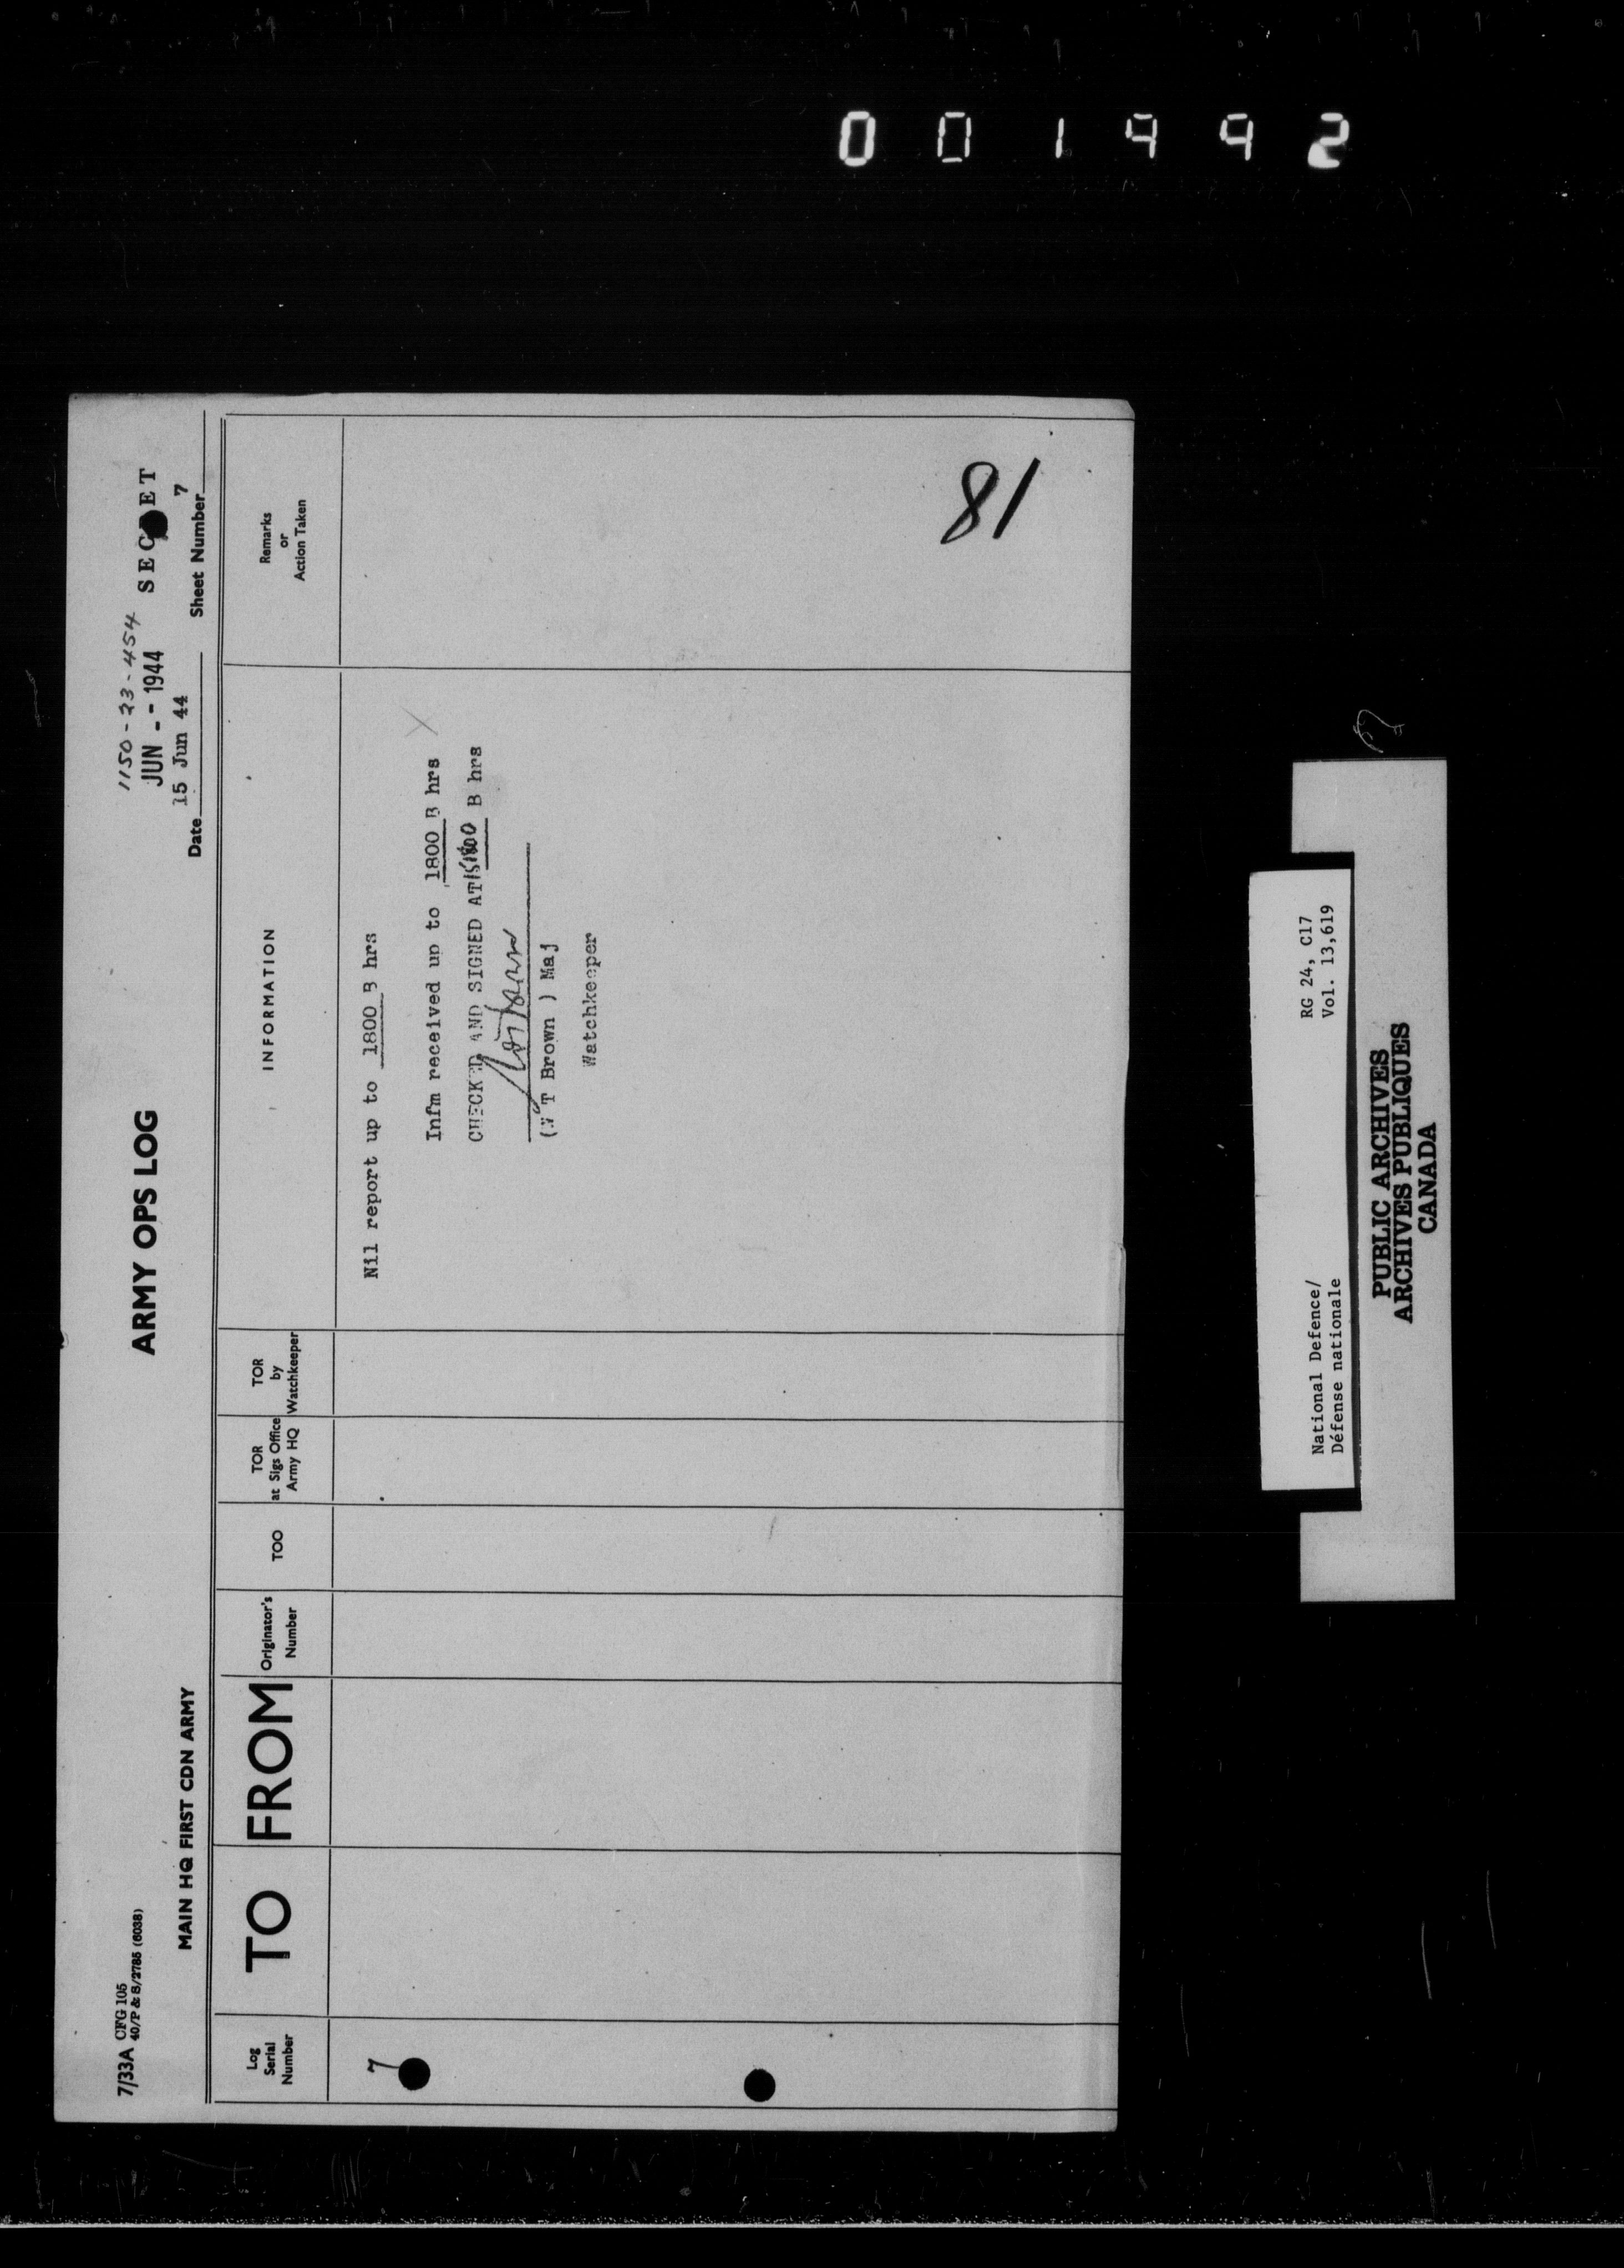 001992
7/33A CFG 105
40/P & S/2785 (6038)
ARMY OPS LOG
1150-23-454
JUN - - 1944
SEC ET
MAIN HQ FIRST CDN ARMY
Date 15 Jun 44
Sheet Number 7
Log Serial Number
TO
FROM
Originator's Number
TOO
TOR at Sigs Office Army HQ
TOR by Watchkeeper
INFORMATION
Remarks or Action Taken
7
Nil report up to 1800 B hrs
Infm received up to 1800 B hrs
CHECKED AND SIGNED AT 1800 B hrs
(W T Brown ) Maj
Watchkeeper
81
National Defence/
Défense nationale
RG 24, C17
Vol. 13,619
PUBLIC ARCHIVES
ARCHIVES PUBLIQUES
CANADA